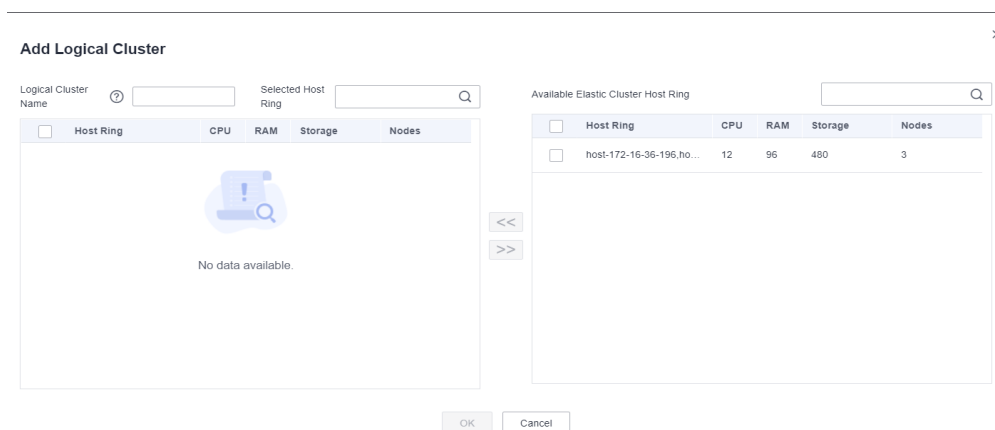 Add Logical Cluster
Logical Cluster
Name
?
Selected Host
Ring
Host Ring CPU RAM Storage Nodes
No data available.
<<
>>
Available Elastic Cluster Host Ring
Host Ring CPU RAM Storage Nodes
host-172-16-36-196,ho... 12 96 480 3
OK Cancel